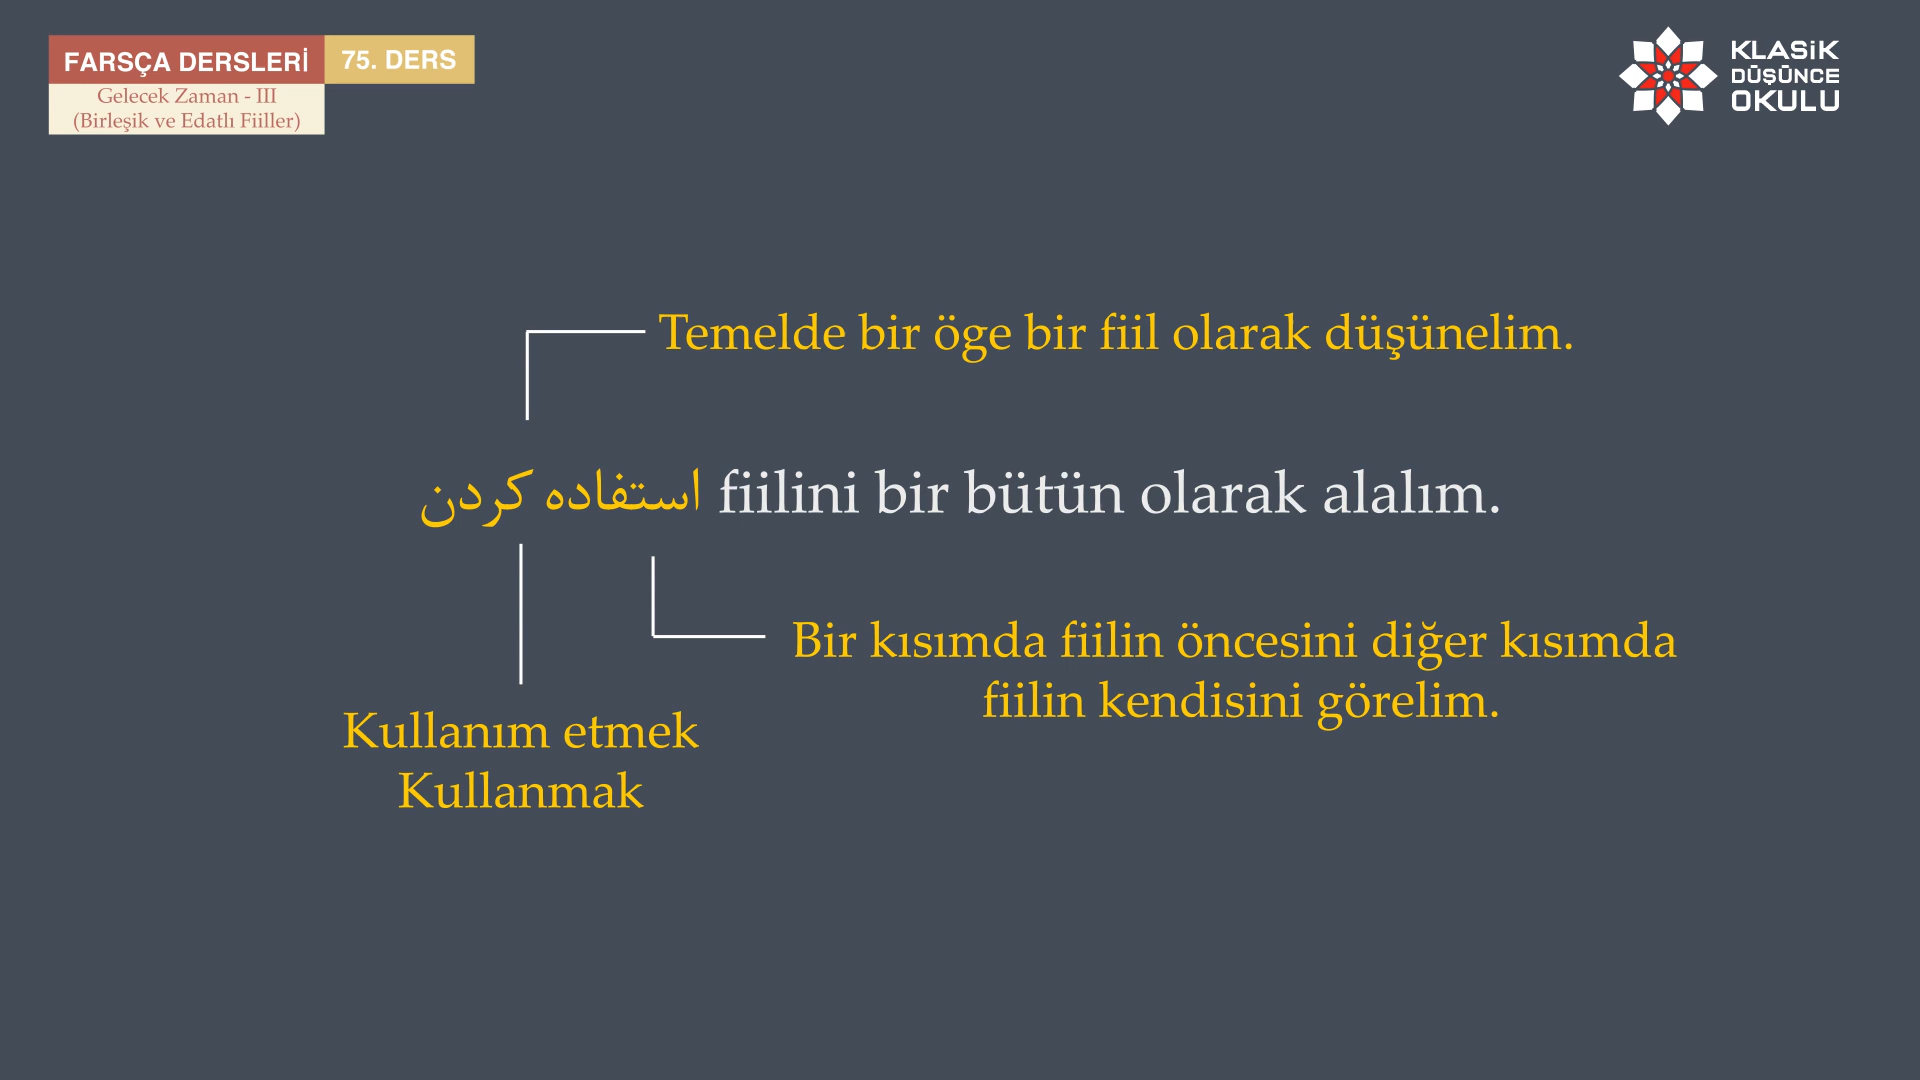 FARSÇA DERSLERİ
75. DERS
Gelecek Zaman - III
(Birleşik ve Edatlı Fiiller)
KLASiK
DÜŞÜNCE
OKULU
Temelde bir öge bir fiil olarak düşünelim.
استفاده کردن fiilini bir bütün olarak alalım.
Bir kısımda fiilin öncesini diğer kısımda
fiilin kendisini görelim.
Kullanım etmek
Kullanmak